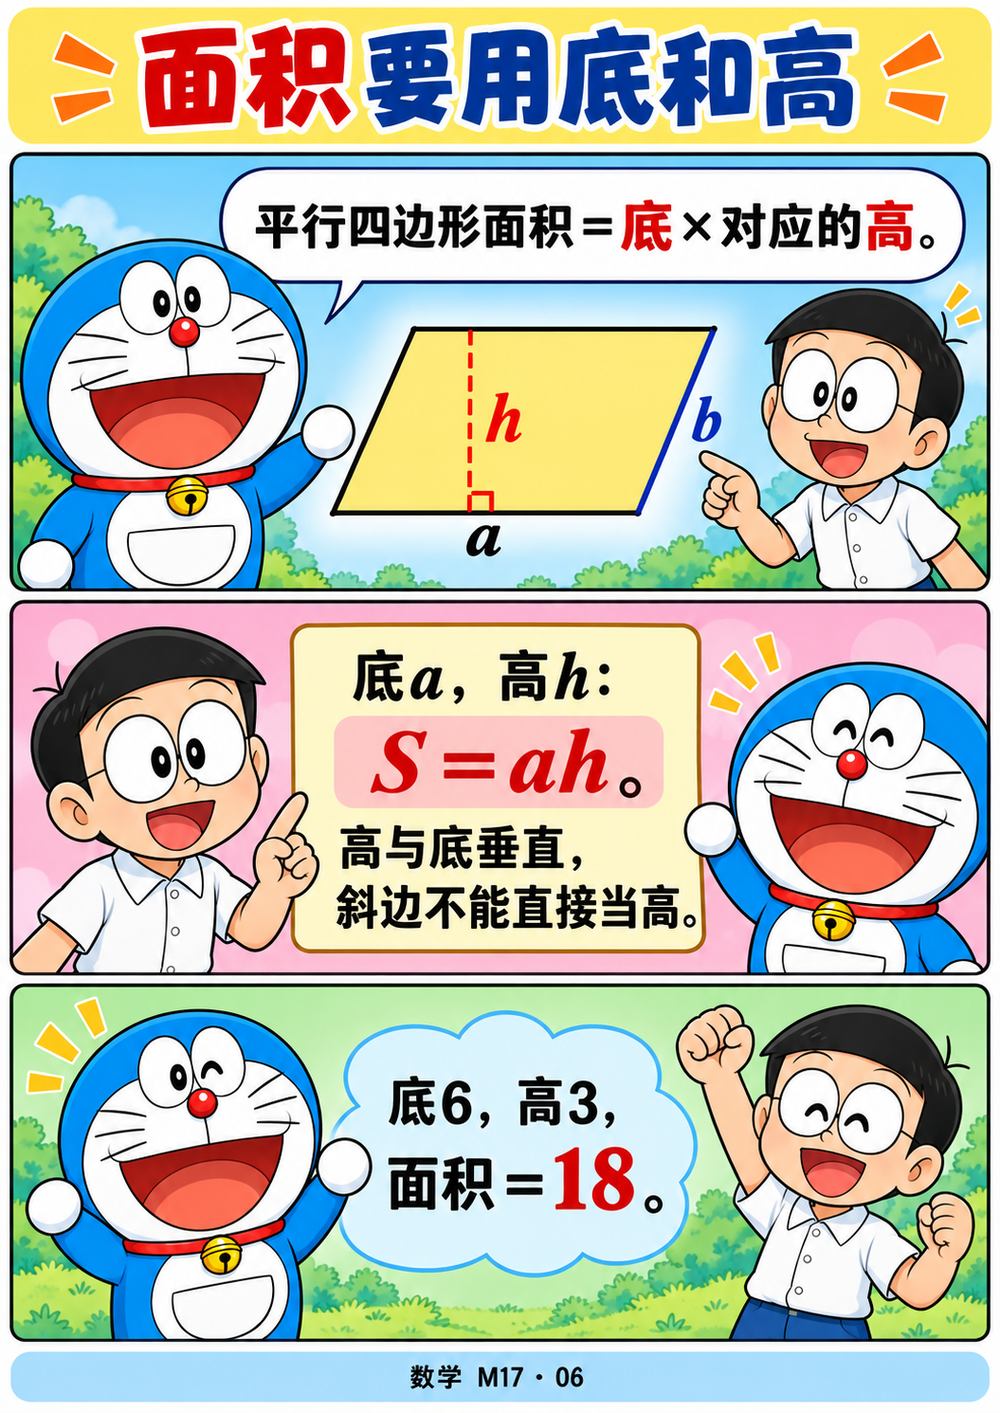 面积要用底和高
平行四边形面积=底×对应的高。
h
b
a
底a，高h：
S=ah。
高与底垂直，
斜边不能直接当高。
底6，高3，
面积=18。
数学 M17·06